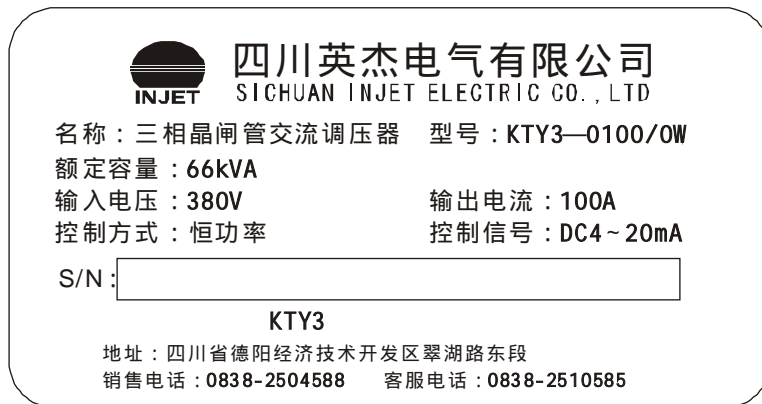 INJET
四川英杰电气有限公司
SICHUAN INJET ELECTRIC CO.,LTD
名称：三相晶闸管交流调压器 型号：KTY3—0100/0W
额定容量：66kVA
输入电压：380V 输出电流：100A
控制方式：恒功率 控制信号：DC4~20mA
S/N：
KTY3
地址：四川省德阳经济技术开发区翠湖路东段
销售电话：0838-2504588 客服电话：0838-2510585